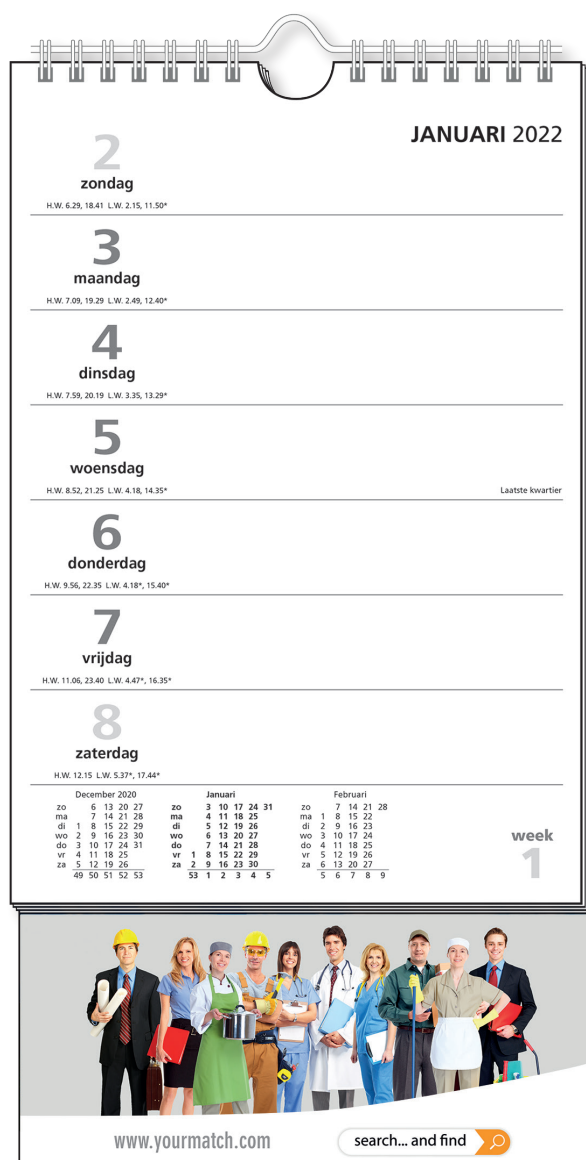 JANUARI 2022
2
zondag
H.W. 6.29, 18.41 L.W. 2.15, 11.50*
3
maandag
H.W. 7.09, 19.29 L.W. 2.49, 12.40*
4
dinsdag
H.W. 7.59, 20.19 L.W. 3.35, 13.29*
5
woensdag
H.W. 8.52, 21.25 L.W. 4.18, 14.35*
Laatste kwartier
6
donderdag
H.W. 9.56, 22.35 L.W. 4.18*, 15.40*
7
vrijdag
H.W. 11.06, 23.40 L.W. 4.47*, 16.35*
8
zaterdag
H.W. 12.15 L.W. 5.37*, 17.44*
December 2020
zo 6 13 20 27
ma 7 14 21 28
di 1 8 15 22 29
wo 2 9 16 23 30
do 3 10 17 24 31
vr 4 11 18 25
za 5 12 19 26
49 50 51 52 53
Januari
zo 3 10 17 24 31
ma 4 11 18 25
di 5 12 19 26
wo 6 13 20 27
do 7 14 21 28
vr 1 8 15 22 29
za 2 9 16 23 30
53 1 2 3 4 5
Februari
zo 7 14 21 28
ma 1 8 15 22
di 2 9 16 23
wo 3 10 17 24
do 4 11 18 25
vr 5 12 19 26
za 6 13 20 27
5 6 7 8 9
week
1
www.yourmatch.com
search... and find